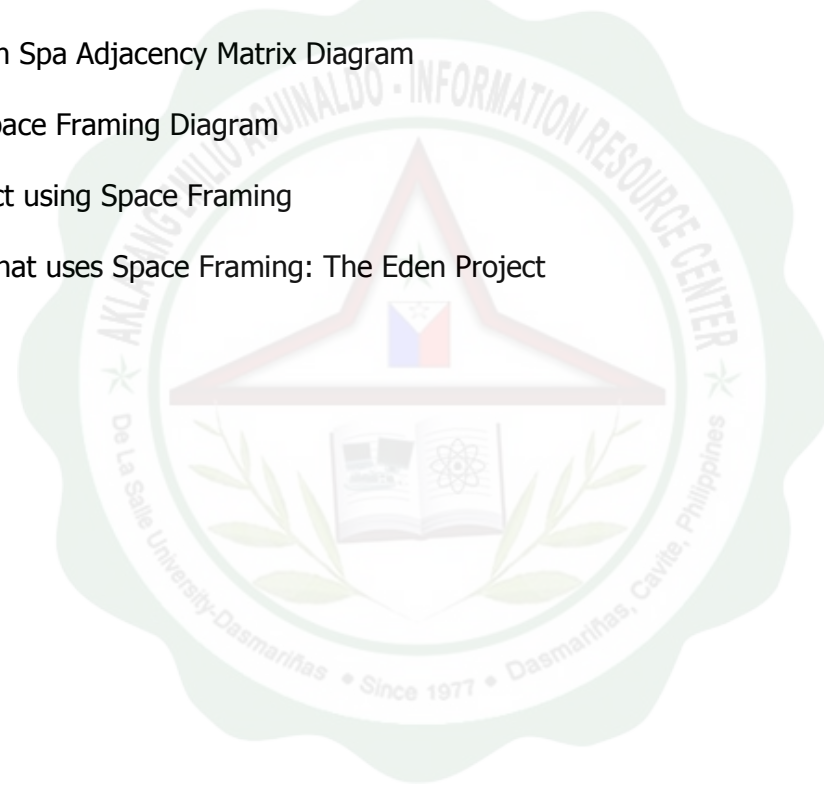 n Spa Adjacency Matrix Diagram
pace Framing Diagram
ct using Space Framing
hat uses Space Framing: The Eden Project
AKLATANG EMILIO AGUINALDO - INFORMATION RESOURCE CENTER
De La Salle University-Dasmariñas • Since 1977 • Dasmariñas, Cavite, Philippines